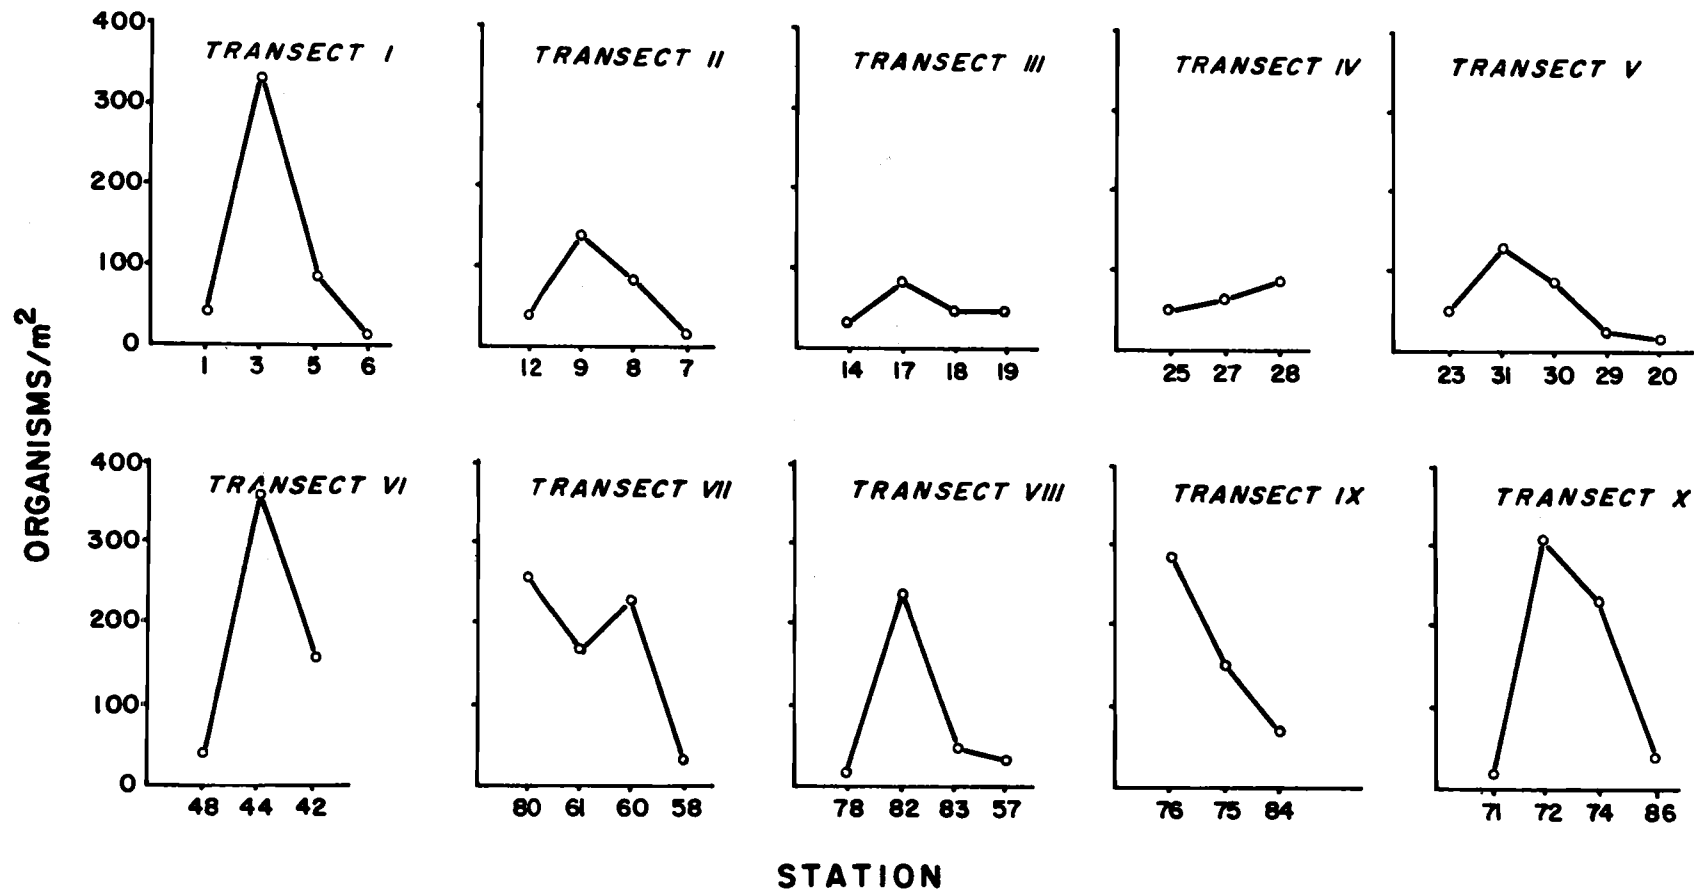 ORGANISMS/m²
400
300
200
100
0
TRANSECT I
1 3 5 6
TRANSECT II
12 9 8 7
TRANSECT III
14 17 18 19
TRANSECT IV
25 27 28
TRANSECT V
23 31 30 29 20
400
300
200
100
0
TRANSECT VI
48 44 42
TRANSECT VII
80 61 60 58
TRANSECT VIII
78 82 83 57
TRANSECT IX
76 75 84
TRANSECT X
71 72 74 86
STATION